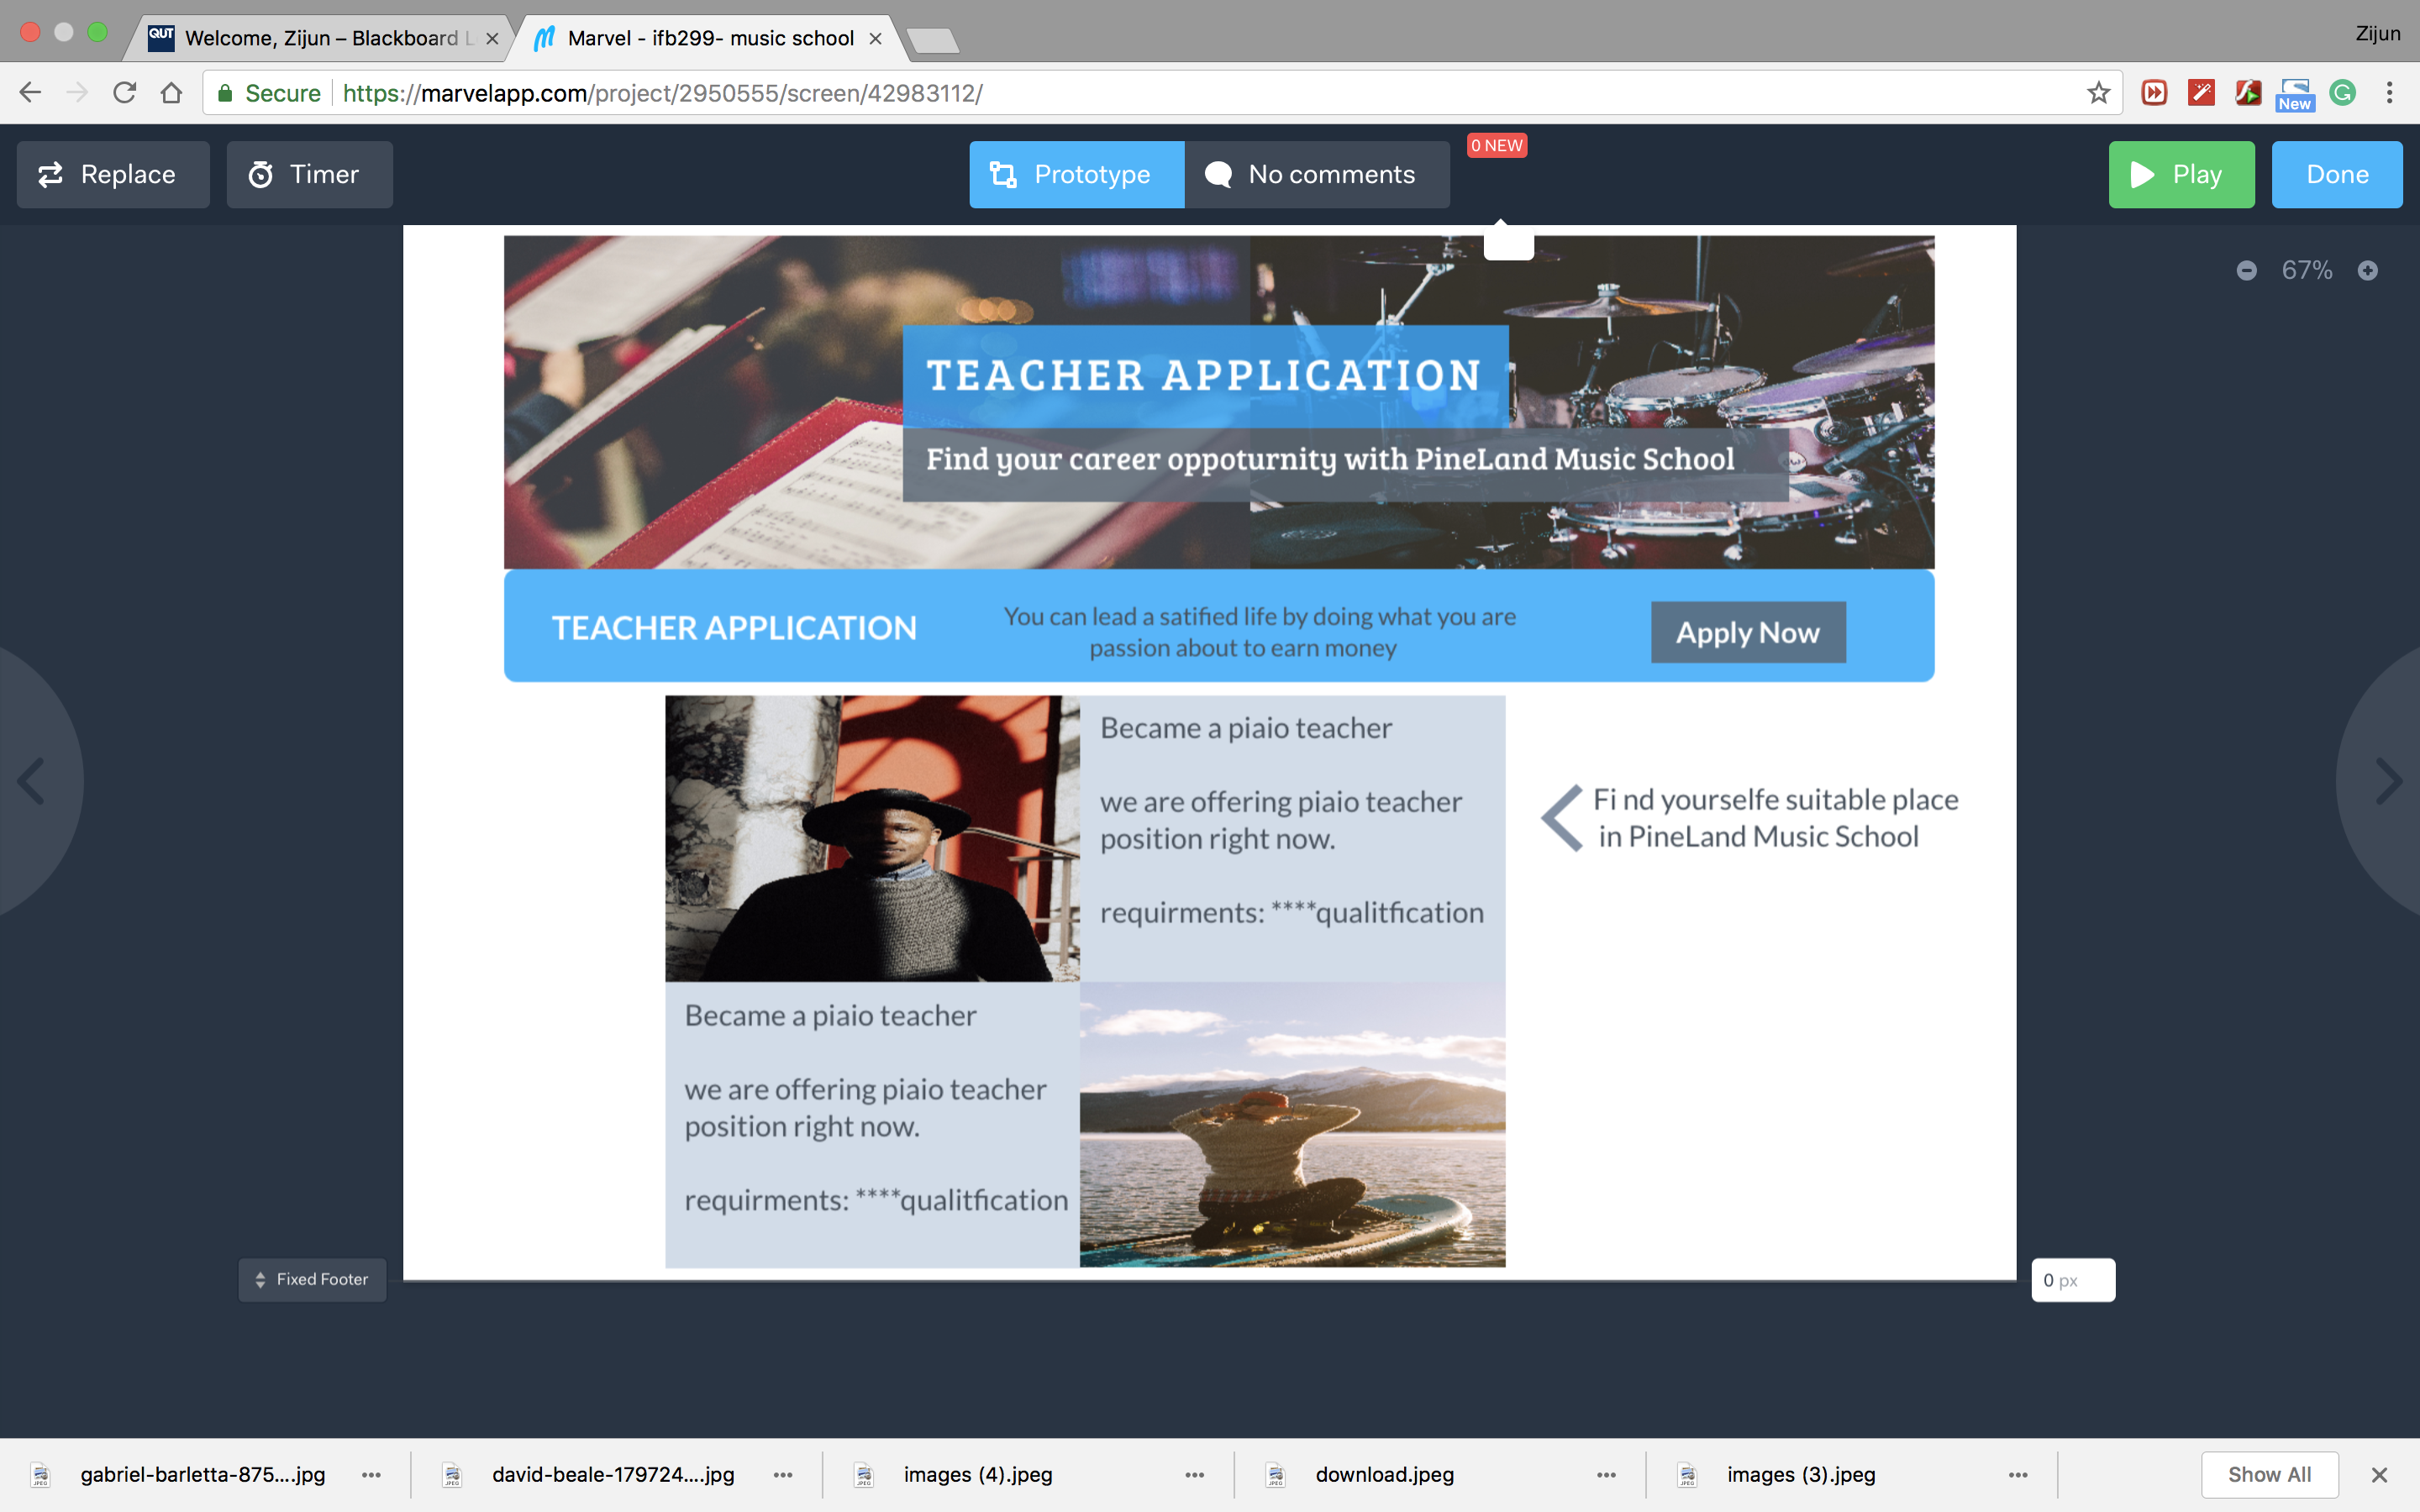 Welcome, Zijun – Blackboard L
Marvel - ifb299- music school
Zijun
Secure
https://marvelapp.com/project/2950555/screen/42983112/
New
Replace
Timer
Prototype
No comments
0 NEW
Play
Done
67%
TEACHER APPLICATION
Find your career oppoturnity with PineLand Music School
TEACHER APPLICATION
You can lead a satified life by doing what you are
passion about to earn money
Apply Now
Became a piaio teacher
we are offering piaio teacher
position right now.
requirments: ****qualitfication
Fi nd yourselfe suitable place
in PineLand Music School
Became a piaio teacher
we are offering piaio teacher
position right now.
requirments: ****qualitfication
Fixed Footer
0 px
gabriel-barletta-875....jpg
david-beale-179724....jpg
images (4).jpeg
download.jpeg
images (3).jpeg
Show All
QUT